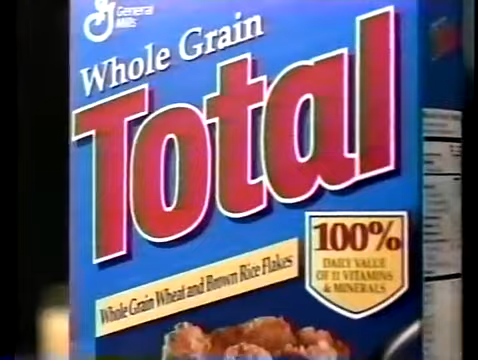 General
Mills
Whole Grain
Total
100%
DAILY VALUE
OF 11 VITAMINS
& MINERALS
Whole Grain Wheat and Brown Rice Flakes